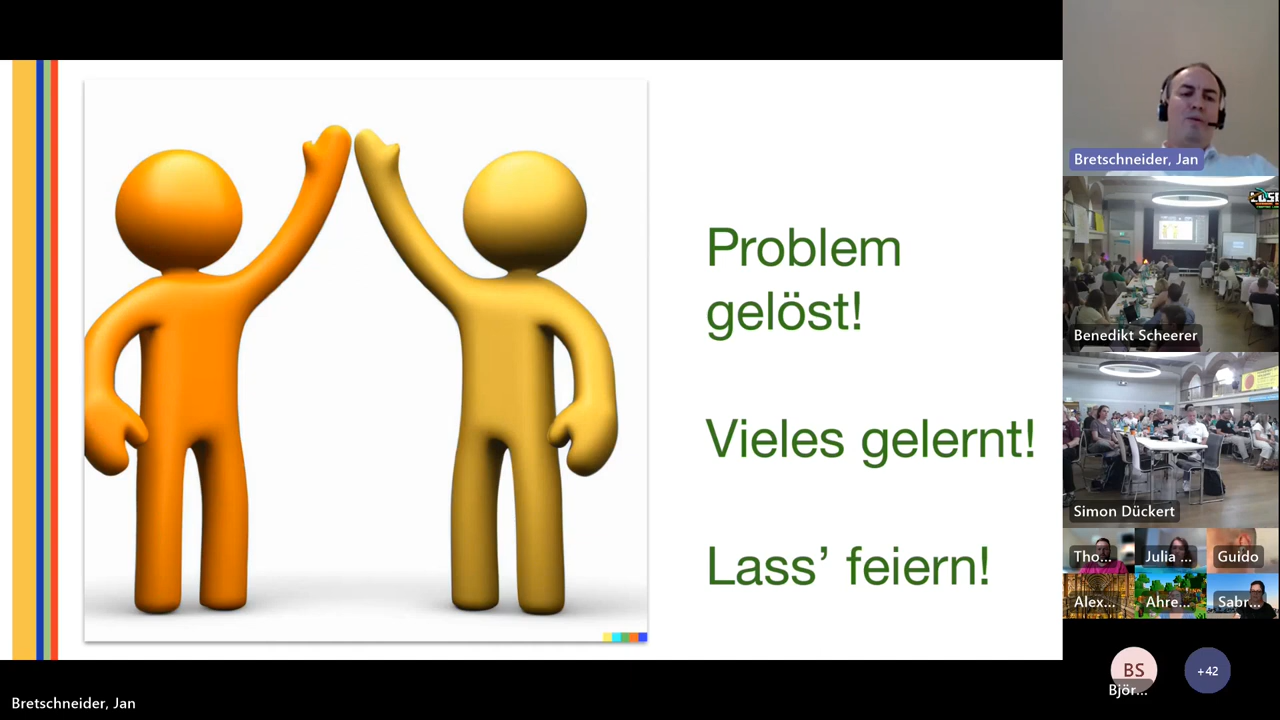 Problem
gelöst!
Vieles gelernt!
Lass’ feiern!
Bretschneider, Jan
Benedikt Scheerer
Simon Dückert
Tho...
Julia ...
Guido
Alex...
Ahre...
Sabr...
BS
Björ...
+42
Bretschneider, Jan